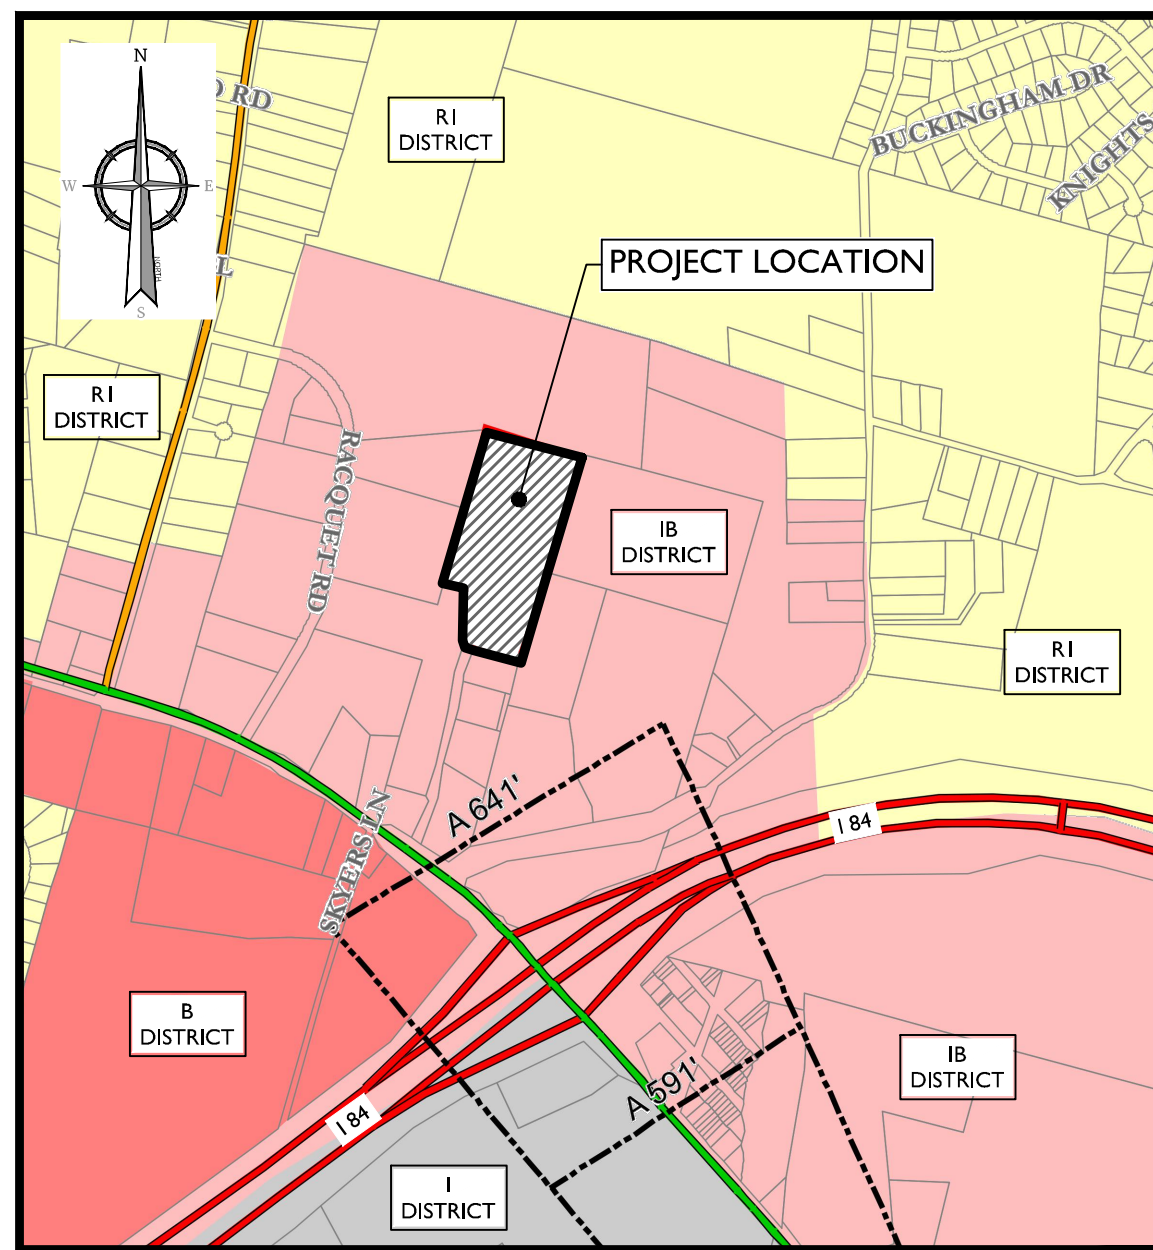 N
W
E
S
NORTH
RD
R1
DISTRICT
BUCKINGHAM DR
KNIGHTS
PROJECT LOCATION
R1
DISTRICT
RACQUET RD
IB
DISTRICT
R1
DISTRICT
A 641'
I 84
SKYERS LN
B
DISTRICT
IB
DISTRICT
A 591'
I 84
I
DISTRICT